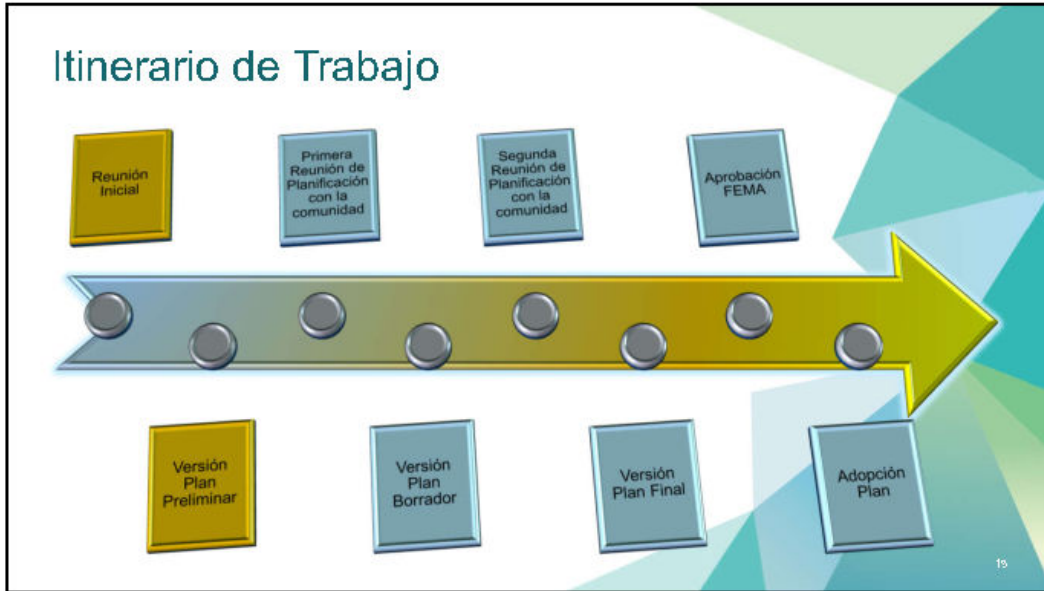 Itinerario de Trabajo
Reunión
Inicial
Primera
Reunión de
Planificación
con la
comunidad
Segunda
Reunión de
Planificación
con la
comunidad
Aprobación
FEMA
Versión
Plan
Preliminar
Versión
Plan
Borrador
Versión
Plan Final
Adopción
Plan